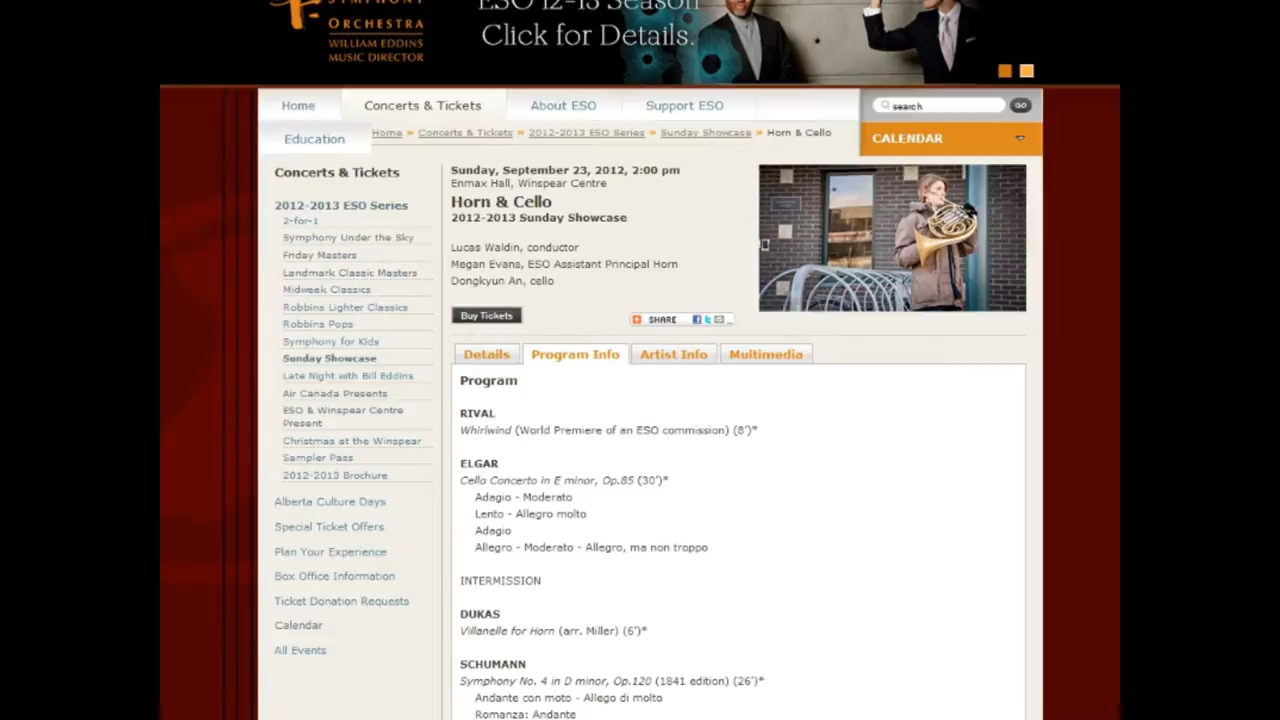 SYMPHONY
ORCHESTRA
WILLIAM EDDINS
MUSIC DIRECTOR
ESO 12-13 Season
Click for Details.
Home
Concerts & Tickets
About ESO
Support ESO
search
GO
Education
Home » Concerts & Tickets » 2012-2013 ESO Series » Sunday Showcase » Horn & Cello
CALENDAR
Concerts & Tickets
2012-2013 ESO Series
2-for-1
Symphony Under the Sky
Friday Masters
Landmark Classic Masters
Midweek Classics
Robbins Lighter Classics
Robbins Pops
Symphony for Kids
Sunday Showcase
Late Night with Bill Eddins
Air Canada Presents
ESO & Winspear Centre
Present
Christmas at the Winspear
Sampler Pass
2012-2013 Brochure
Alberta Culture Days
Special Ticket Offers
Plan Your Experience
Box Office Information
Ticket Donation Requests
Calendar
All Events
Sunday, September 23, 2012, 2:00 pm
Enmax Hall, Winspear Centre
Horn & Cello
2012-2013 Sunday Showcase
Lucas Waldin, conductor
Megan Evans, ESO Assistant Principal Horn
Dongkyun An, cello
Buy Tickets
SHARE
Details
Program Info
Artist Info
Multimedia
Program
RIVAL
Whirlwind (World Premiere of an ESO commission) (8’)*
ELGAR
Cello Concerto in E minor, Op.85 (30’)*
Adagio - Moderato
Lento - Allegro molto
Adagio
Allegro - Moderato - Allegro, ma non troppo
INTERMISSION
DUKAS
Villanelle for Horn (arr. Miller) (6’)*
SCHUMANN
Symphony No. 4 in D minor, Op.120 (1841 edition) (26’)*
Andante con moto - Allego di molto
Romanza: Andante